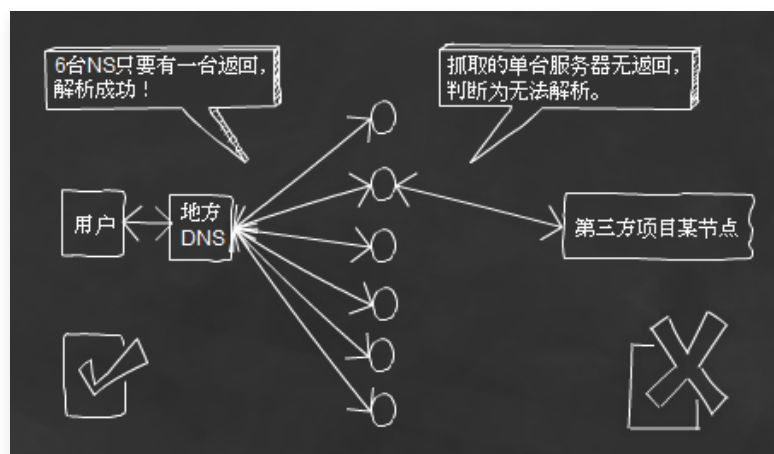 6台NS只要有一台返回，
解析成功！
抓取的单台服务器无返回，
判断为无法解析。
用户
地方
DNS
第三方项目某节点